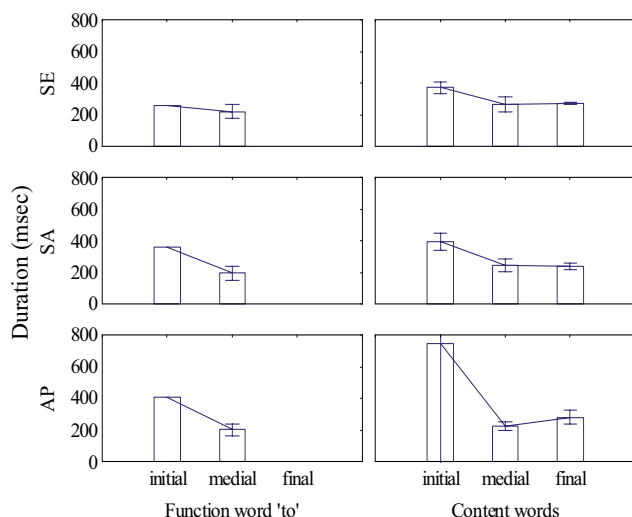 Duration (msec)
SE
800
600
400
200
0
SA
800
600
400
200
0
AP
800
600
400
200
0
initial medial final
initial medial final
Function word 'to'
Content words